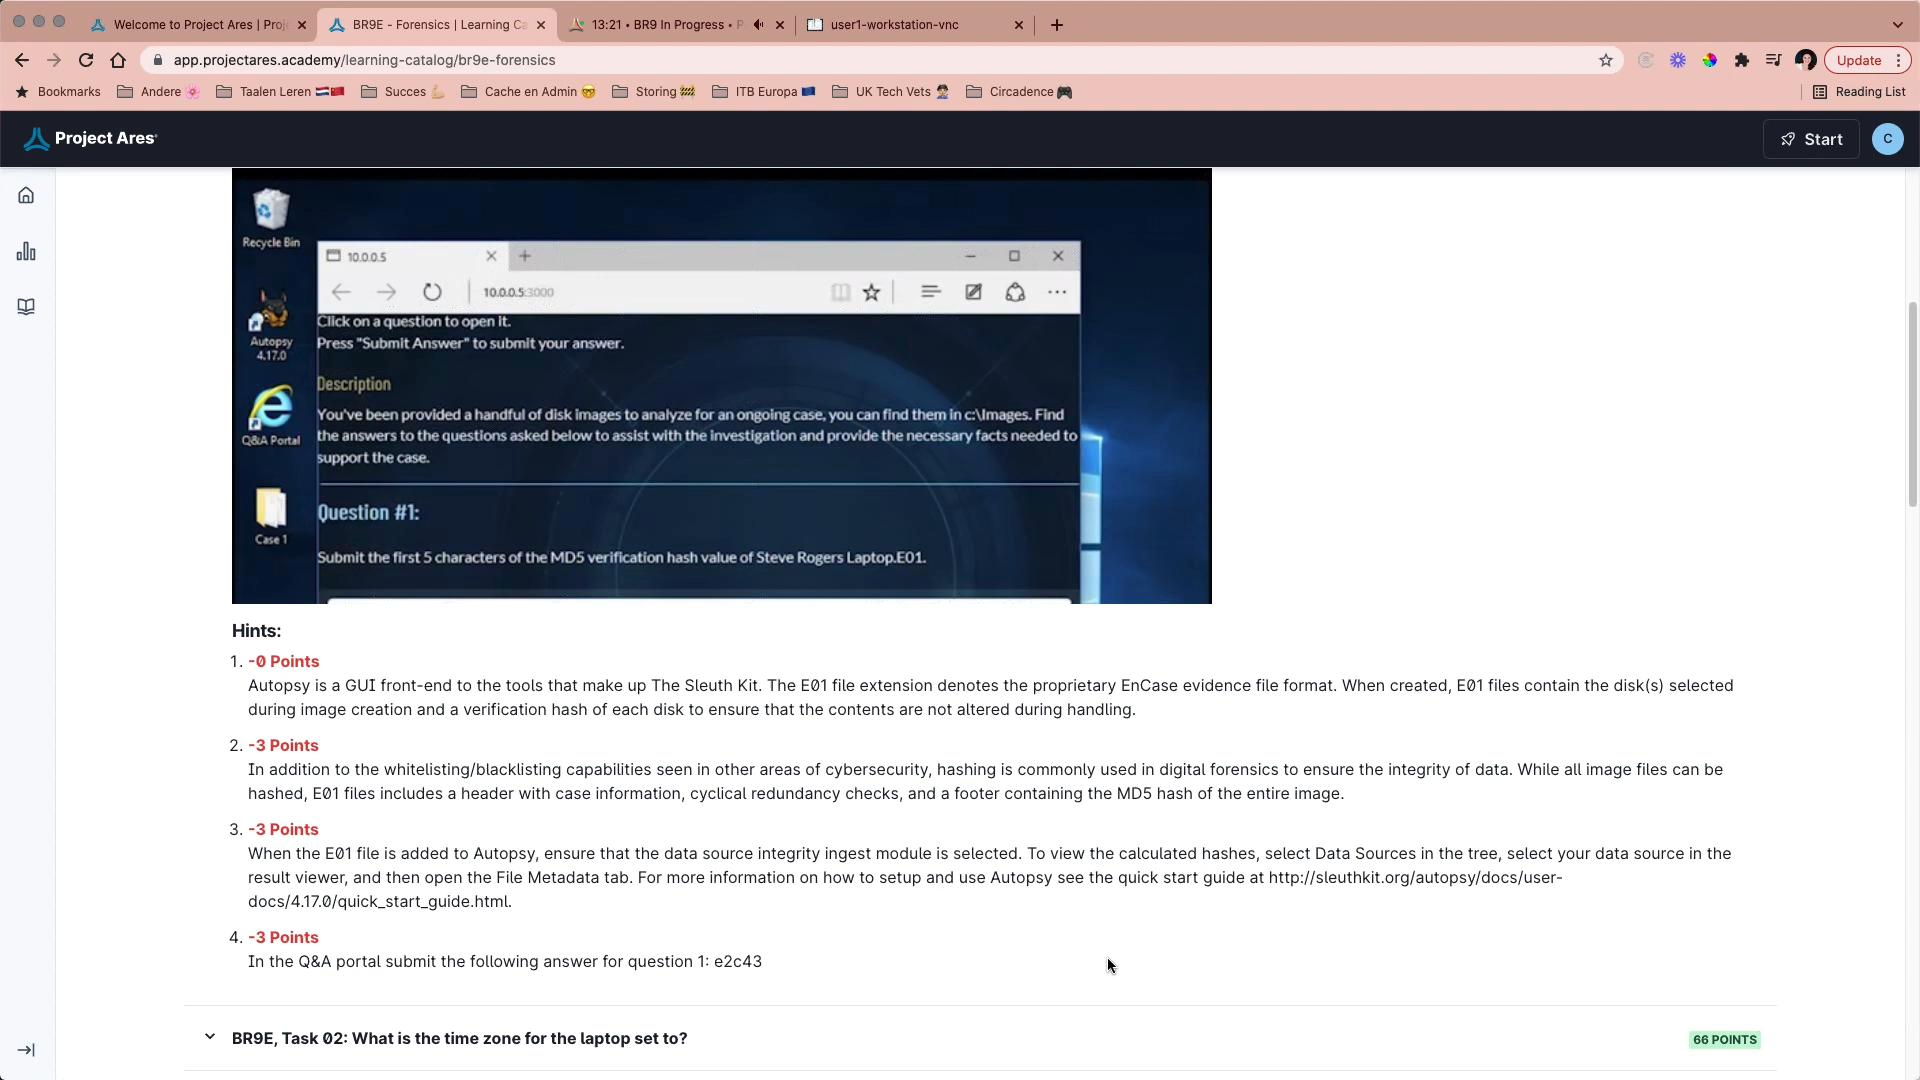 Welcome to Project Ares | Proje
BR9E - Forensics | Learning Ca
13:21 • BR9 In Progress • P
user1-workstation-vnc
app.projectares.academy/learning-catalog/br9e-forensics
Update
Bookmarks
Andere🌸
Taalen Leren 🇳🇱🇨🇳
Succes 💪
Cache en Admin 🤓
Storing 🚧
ITB Europa 🇪🇺
UK Tech Vets
Circadence 🎮
Reading List
Project Ares
Start
C
Recycle Bin
10.0.0.5
10.0.0.5:3000
Click on a question to open it.
Autopsy
4.17.0
Press "Submit Answer" to submit your answer.
Description
You've been provided a handful of disk images to analyze for an ongoing case, you can find them in c:\Images. Find
the answers to the questions asked below to assist with the investigation and provide the necessary facts needed to
support the case.
Q&A Portal
Question #1:
Case 1
Submit the first 5 characters of the MD5 verification hash value of Steve Rogers Laptop.E01.
Hints:
1. -0 Points
Autopsy is a GUI front-end to the tools that make up The Sleuth Kit. The E01 file extension denotes the proprietary EnCase evidence file format. When created, E01 files contain the disk(s) selected
during image creation and a verification hash of each disk to ensure that the contents are not altered during handling.
2. -3 Points
In addition to the whitelisting/blacklisting capabilities seen in other areas of cybersecurity, hashing is commonly used in digital forensics to ensure the integrity of data. While all image files can be
hashed, E01 files includes a header with case information, cyclical redundancy checks, and a footer containing the MD5 hash of the entire image.
3. -3 Points
When the E01 file is added to Autopsy, ensure that the data source integrity ingest module is selected. To view the calculated hashes, select Data Sources in the tree, select your data source in the
result viewer, and then open the File Metadata tab. For more information on how to setup and use Autopsy see the quick start guide at http://sleuthkit.org/autopsy/docs/user-
docs/4.17.0/quick_start_guide.html.
4. -3 Points
In the Q&A portal submit the following answer for question 1: e2c43
BR9E, Task 02: What is the time zone for the laptop set to?
66 POINTS